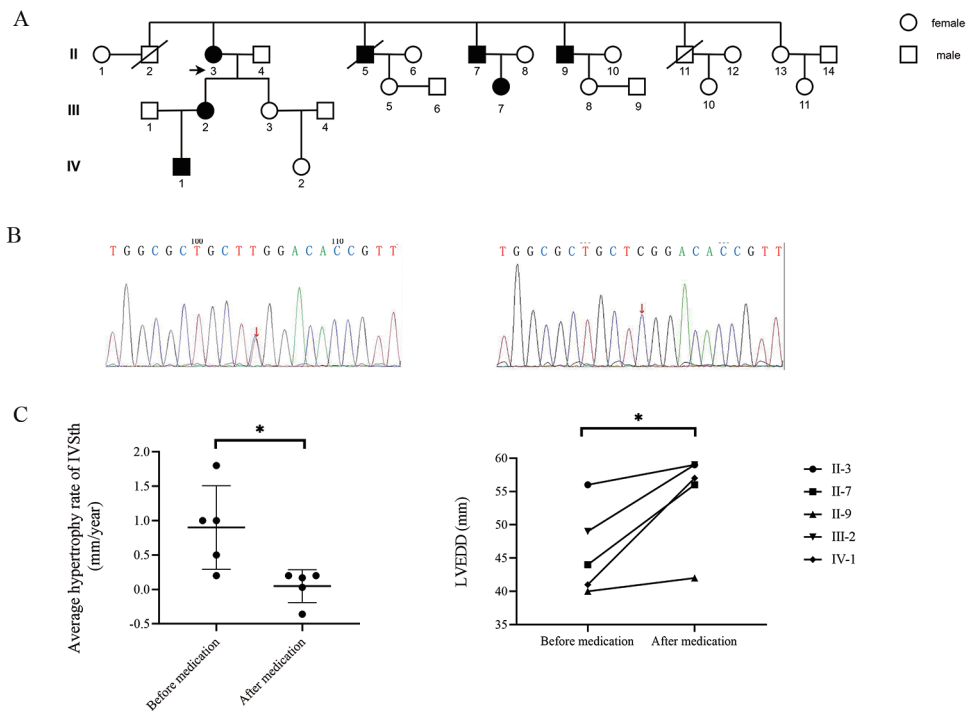 A
female
male
II
1 2 3 4 5 6 7 8 9 10 11 12 13 14
5 6 7 8 9 10 11
III
1 2 3 4
IV
1 2
B
100 110
T G G C G C T G C T T G G A C A C C G T T
T G G C G C T G C T C G G A C A C C G T T
C
Average hypertrophy rate of IVSth
(mm/year)
2.0
1.5
1.0
0.5
0.0
-0.5
*
Before medication
After medication
LVEDD (mm)
60
55
50
45
40
35
*
Before medication After medication
II-3
II-7
II-9
III-2
IV-1